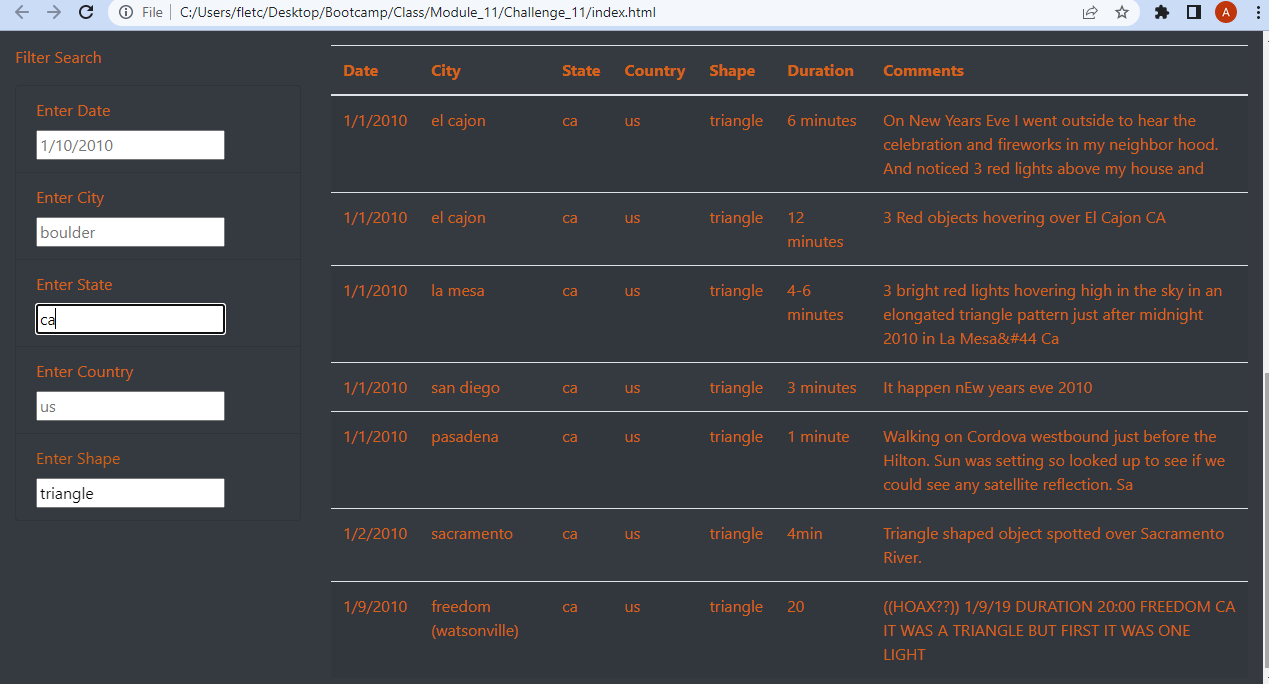 File | C:/Users/fletc/Desktop/Bootcamp/Class/Module_11/Challenge_11/index.html
A
Filter Search
Enter Date
1/10/2010
Enter City
boulder
Enter State
ca
Enter Country
us
Enter Shape
triangle
Date City State Country Shape Duration Comments
1/1/2010 el cajon ca us triangle 6 minutes On New Years Eve I went outside to hear the
celebration and fireworks in my neighbor hood.
And noticed 3 red lights above my house and
1/1/2010 el cajon ca us triangle 12 3 Red objects hovering over El Cajon CA
minutes
1/1/2010 la mesa ca us triangle 4-6 3 bright red lights hovering high in the sky in an
minutes elongated triangle pattern just after midnight
2010 in La Mesa&#44 Ca
1/1/2010 san diego ca us triangle 3 minutes It happen nEw years eve 2010
1/1/2010 pasadena ca us triangle 1 minute Walking on Cordova westbound just before the
Hilton. Sun was setting so looked up to see if we
could see any satellite reflection. Sa
1/2/2010 sacramento ca us triangle 4min Triangle shaped object spotted over Sacramento
River.
1/9/2010 freedom ca us triangle 20 ((HOAX??)) 1/9/19 DURATION 20:00 FREEDOM CA
(watsonville) IT WAS A TRIANGLE BUT FIRST IT WAS ONE
LIGHT